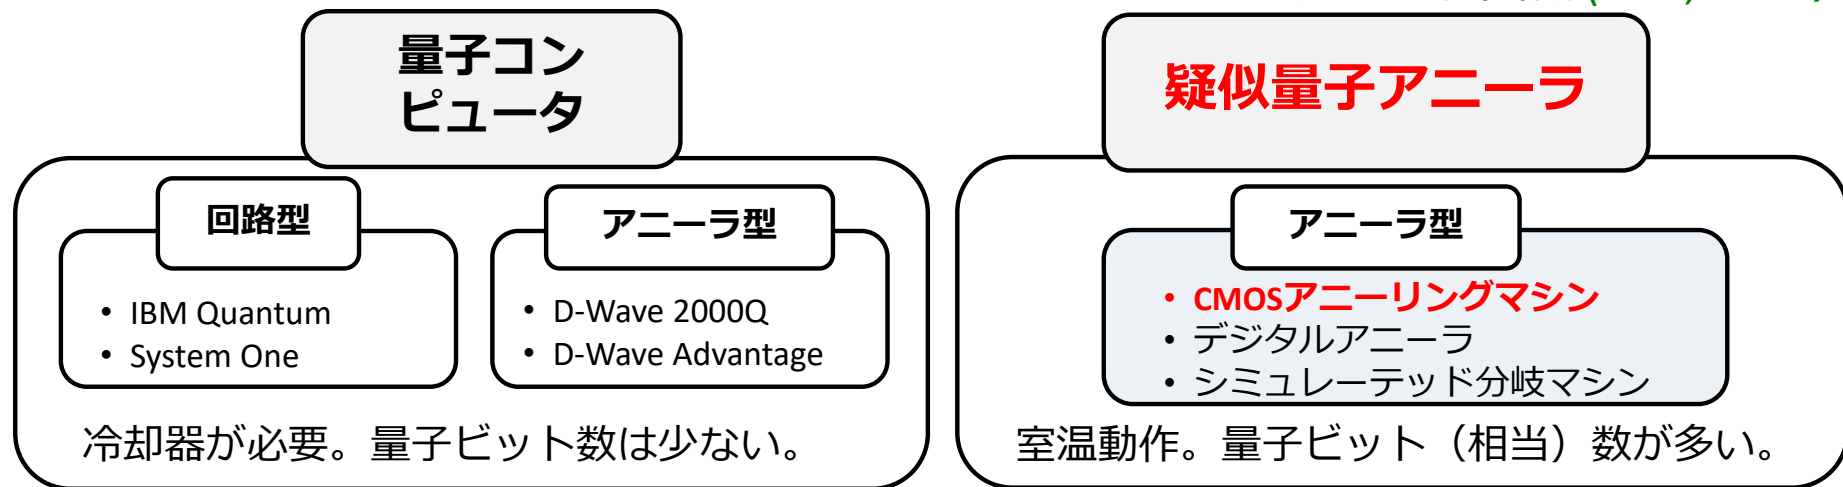 量子コン
ピュータ
回路型
• IBM Quantum
• System One
アニーラ型
• D-Wave 2000Q
• D-Wave Advantage
冷却器が必要。量子ビット数は少ない。
疑似量子アニーラ
アニーラ型
• CMOSアニーリングマシン
• デジタルアニーラ
• シミュレーテッド分岐マシン
室温動作。量子ビット（相当）数が多い。